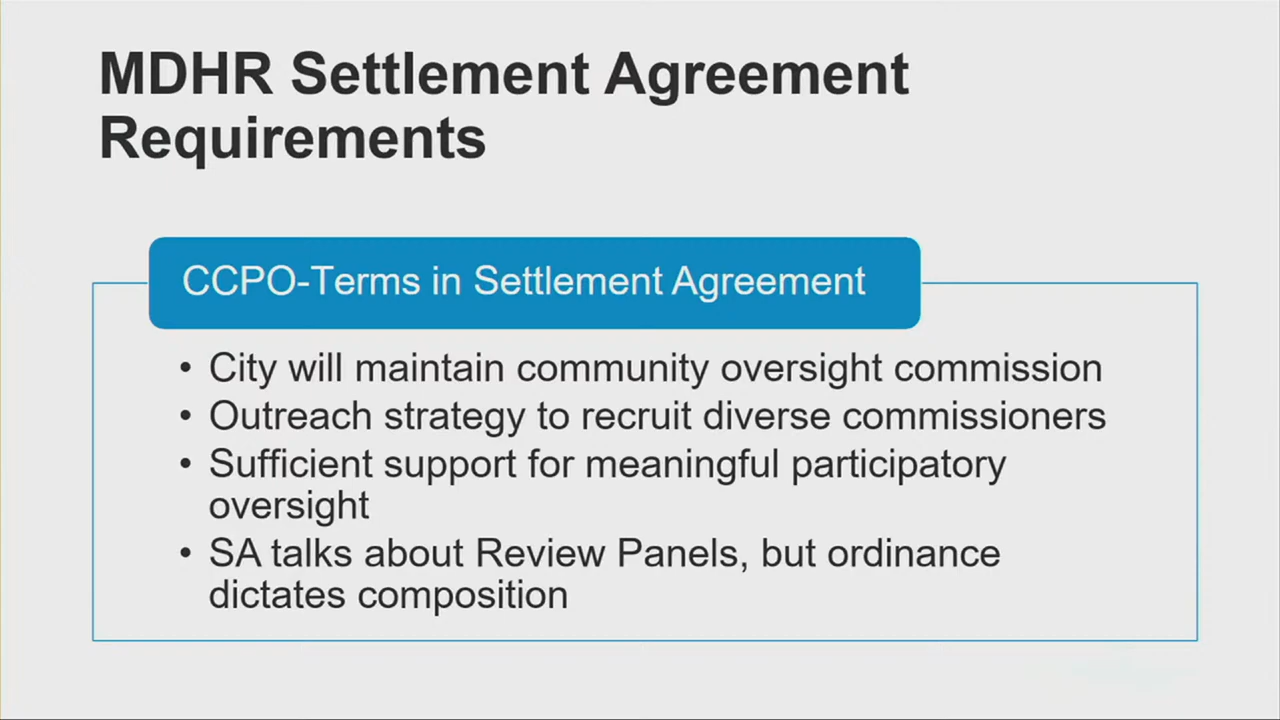 MDHR Settlement Agreement
Requirements
CCPO-Terms in Settlement Agreement
• City will maintain community oversight commission
• Outreach strategy to recruit diverse commissioners
• Sufficient support for meaningful participatory
oversight
• SA talks about Review Panels, but ordinance
dictates composition